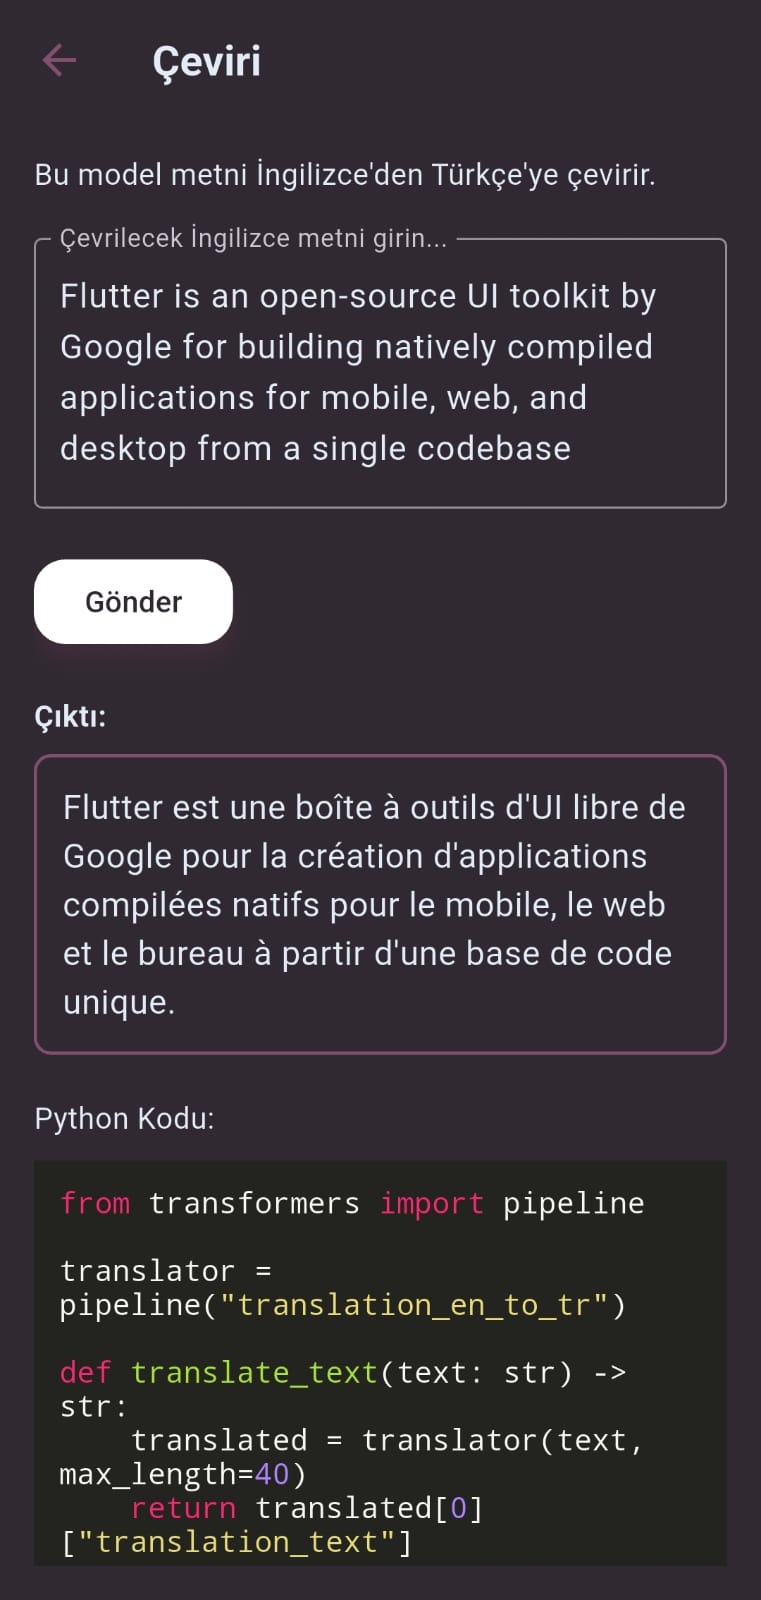 Çeviri
Bu model metni İngilizce'den Türkçe'ye çevirir.
Çevrilecek İngilizce metni girin...
Flutter is an open-source UI toolkit by
Google for building natively compiled
applications for mobile, web, and
desktop from a single codebase
Gönder
Çıktı:
Flutter est une boîte à outils d'UI libre de
Google pour la création d'applications
compilées natifs pour le mobile, le web
et le bureau à partir d'une base de code
unique.
Python Kodu:
from transformers import pipeline
translator =
pipeline("translation_en_to_tr")
def translate_text(text: str) ->
str:
    translated = translator(text,
max_length=40)
    return translated[0]
["translation_text"]